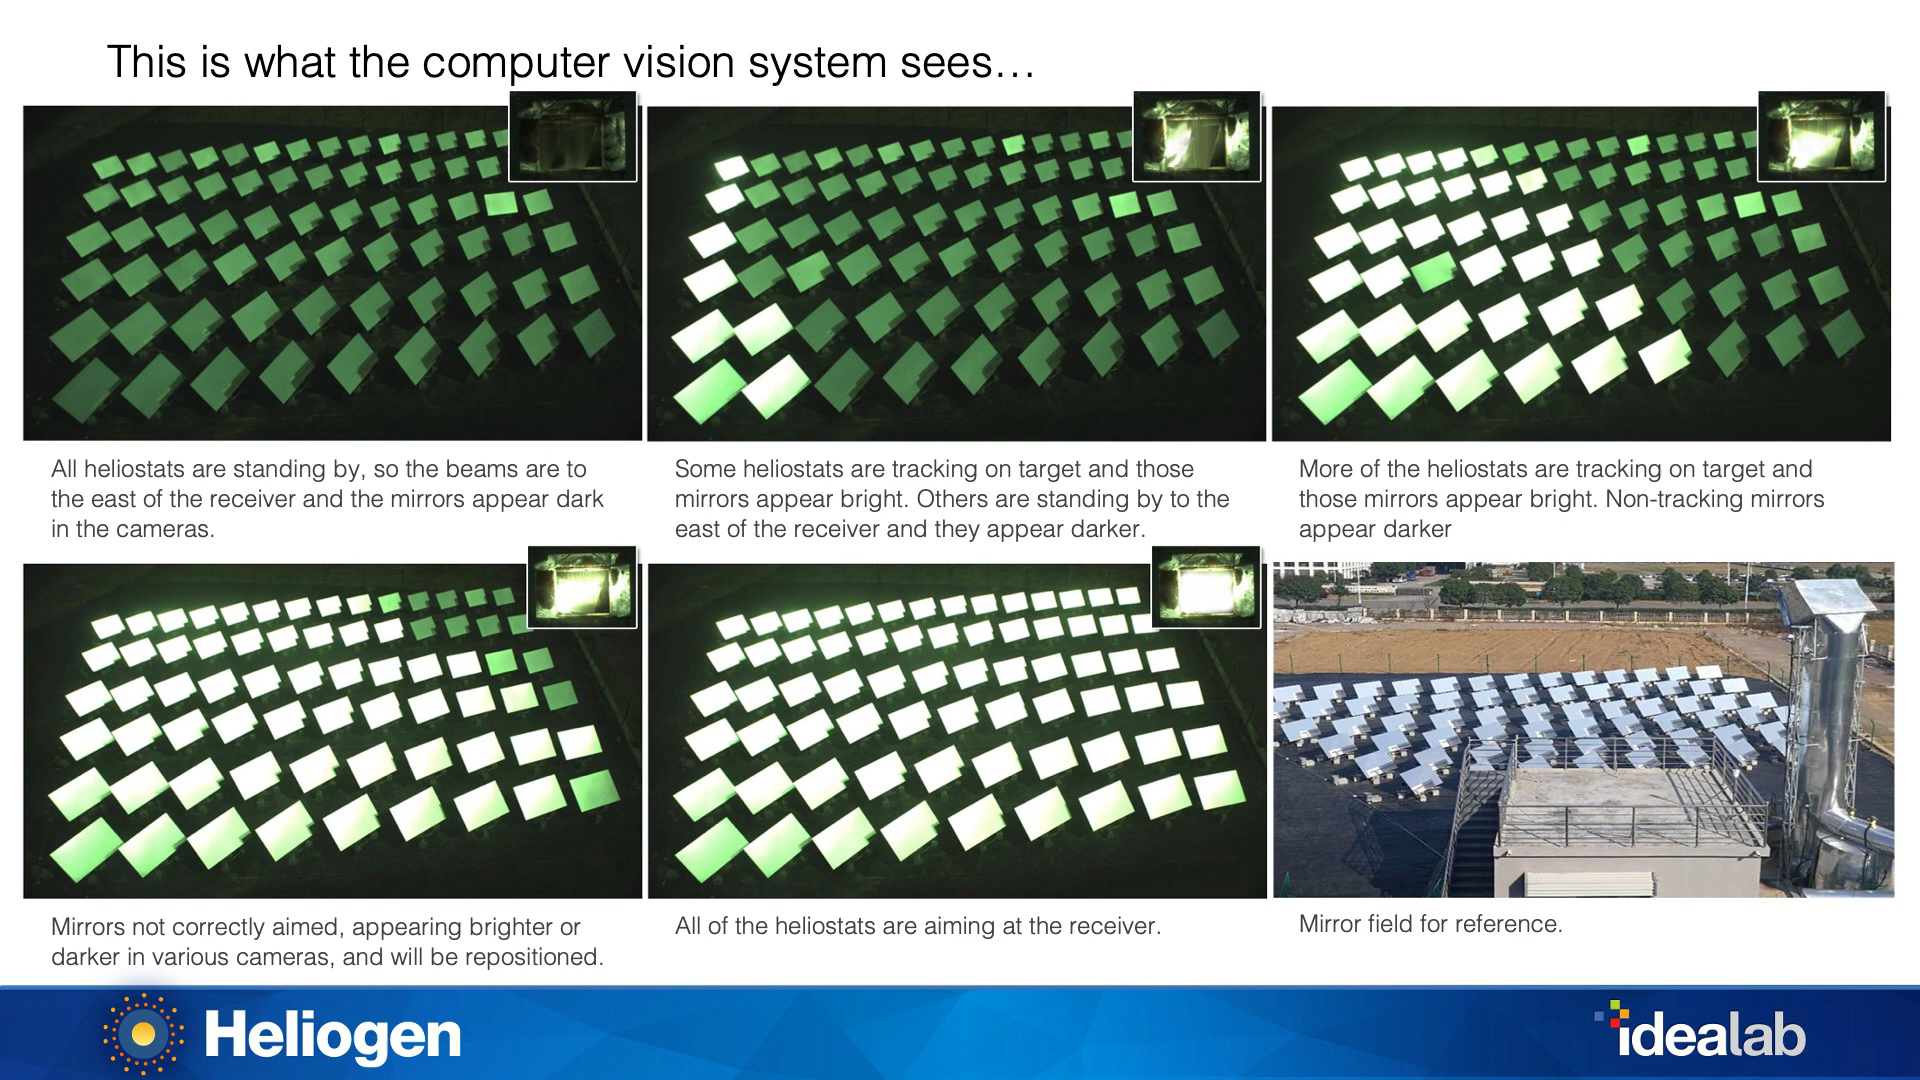 This is what the computer vision system sees…
All heliostats are standing by, so the beams are to
the east of the receiver and the mirrors appear dark
in the cameras.
Some heliostats are tracking on target and those
mirrors appear bright. Others are standing by to the
east of the receiver and they appear darker.
More of the heliostats are tracking on target and
those mirrors appear bright. Non-tracking mirrors
appear darker
Mirrors not correctly aimed, appearing brighter or
darker in various cameras, and will be repositioned.
All of the heliostats are aiming at the receiver.
Mirror field for reference.
Heliogen
idealab